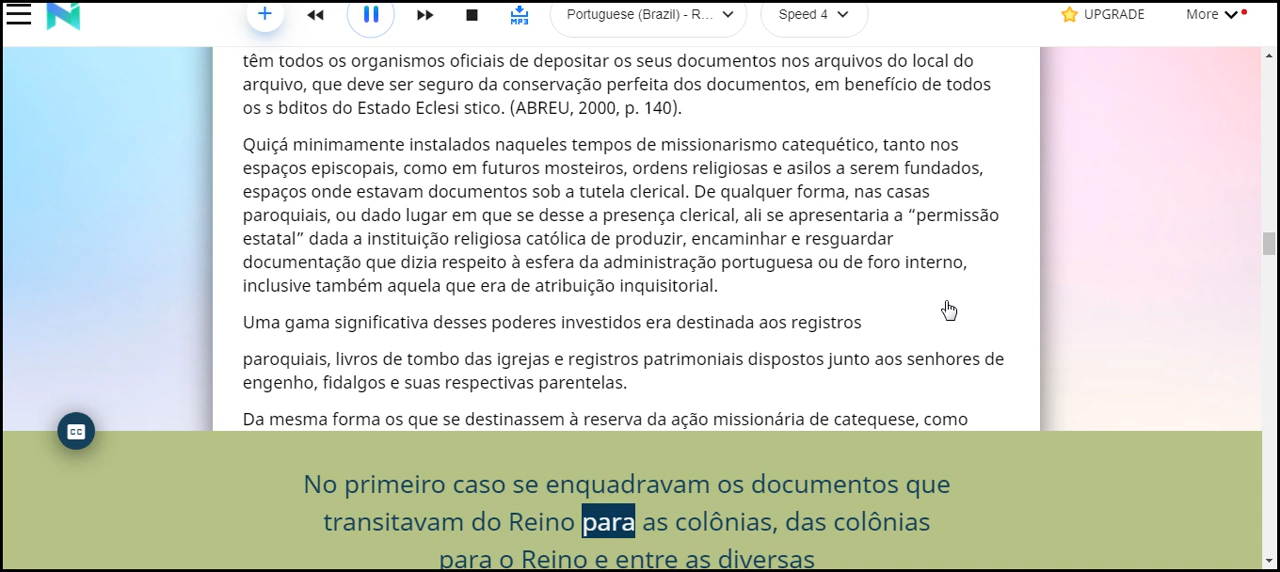 Portuguese (Brazil) - R...
Speed 4
UPGRADE
More
MP3
têm todos os organismos oficiais de depositar os seus documentos nos arquivos do local do
arquivo, que deve ser seguro da conservação perfeita dos documentos, em benefício de todos
os s bditos do Estado Eclesi stico. (ABREU, 2000, p. 140).
Quiçá minimamente instalados naqueles tempos de missionarismo catequético, tanto nos
espaços episcopais, como em futuros mosteiros, ordens religiosas e asilos a serem fundados,
espaços onde estavam documentos sob a tutela clerical. De qualquer forma, nas casas
paroquiais, ou dado lugar em que se desse a presença clerical, ali se apresentaria a “permissão
estatal” dada a instituição religiosa católica de produzir, encaminhar e resguardar
documentação que dizia respeito à esfera da administração portuguesa ou de foro interno,
inclusive também aquela que era de atribuição inquisitorial.
Uma gama significativa desses poderes investidos era destinada aos registros
paroquiais, livros de tombo das igrejas e registros patrimoniais dispostos junto aos senhores de
engenho, fidalgos e suas respectivas parentelas.
Da mesma forma os que se destinassem à reserva da ação missionária de catequese, como
CC
No primeiro caso se enquadravam os documentos que
transitavam do Reino para as colônias, das colônias
para o Reino e entre as diversas